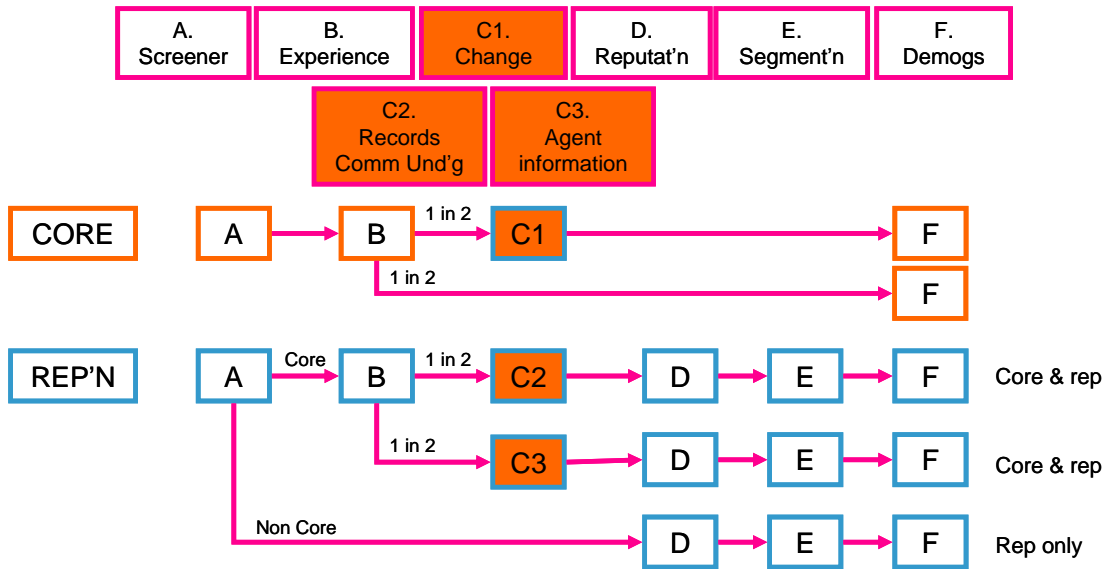 A.
Screener
B.
Experience
C1.
Change
D.
Reputat'n
E.
Segment'n
F.
Demogs
C2.
Records
Comm Und'g
C3.
Agent
information
CORE
A
B
1 in 2
C1
F
1 in 2
F
REP'N
A
Core
B
1 in 2
C2
D
E
F
Core & rep
1 in 2
C3
D
E
F
Core & rep
Non Core
D
E
F
Rep only